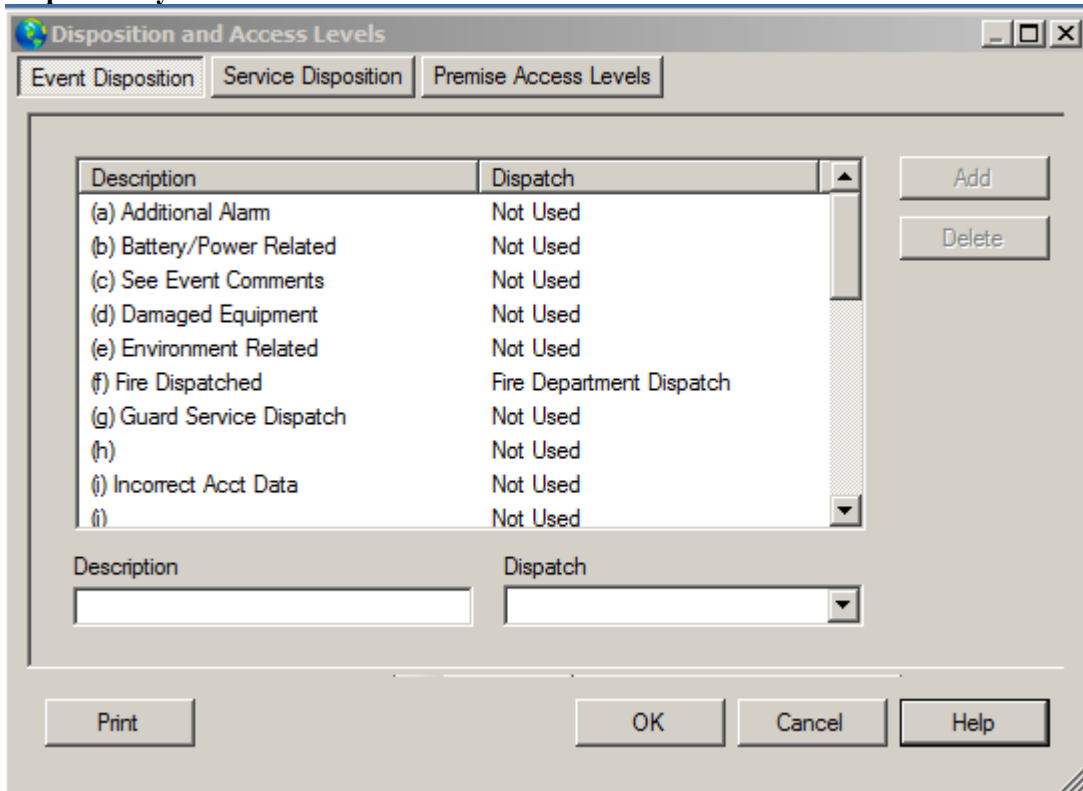 Disposition and Access Levels
Event Disposition Service Disposition Premise Access Levels
Description Dispatch
(a) Additional Alarm Not Used
(b) Battery/Power Related Not Used
(c) See Event Comments Not Used
(d) Damaged Equipment Not Used
(e) Environment Related Not Used
(f) Fire Dispatched Fire Department Dispatch
(g) Guard Service Dispatch Not Used
(h) Not Used
(i) Incorrect Acct Data Not Used
(j) Not Used
Add
Delete
Description Dispatch
Print OK Cancel Help